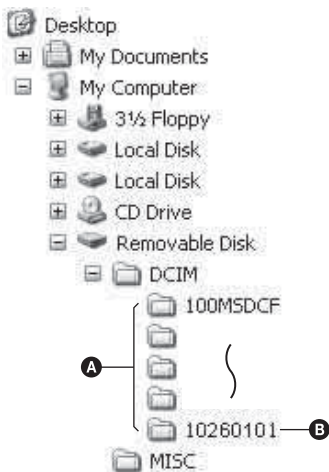 Desktop
My Documents
My Computer
3½ Floppy
Local Disk
Local Disk
CD Drive
Removable Disk
DCIM
100MSDCF
A
10260101 B
MISC